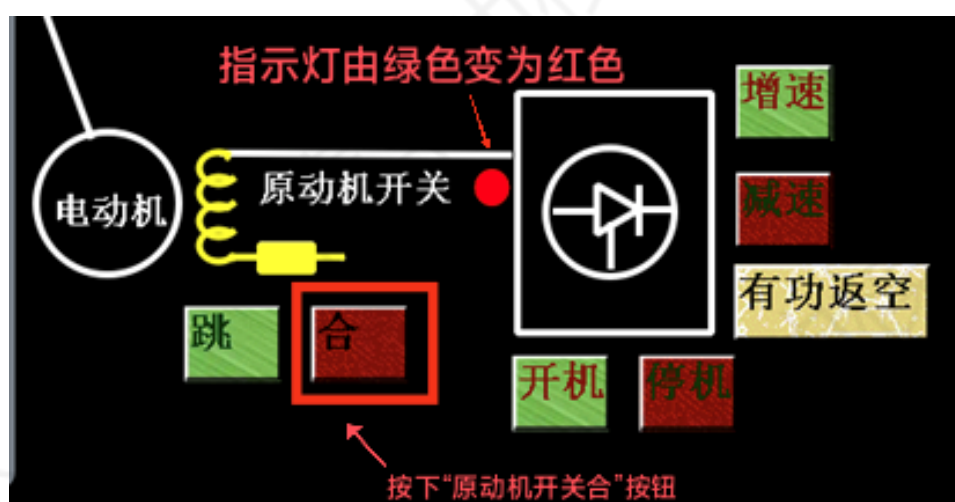 指示灯由绿色变为红色
增速
电动机
原动机开关
减速
有功返空
跳
合
开机
停机
按下“原动机开关合”按钮